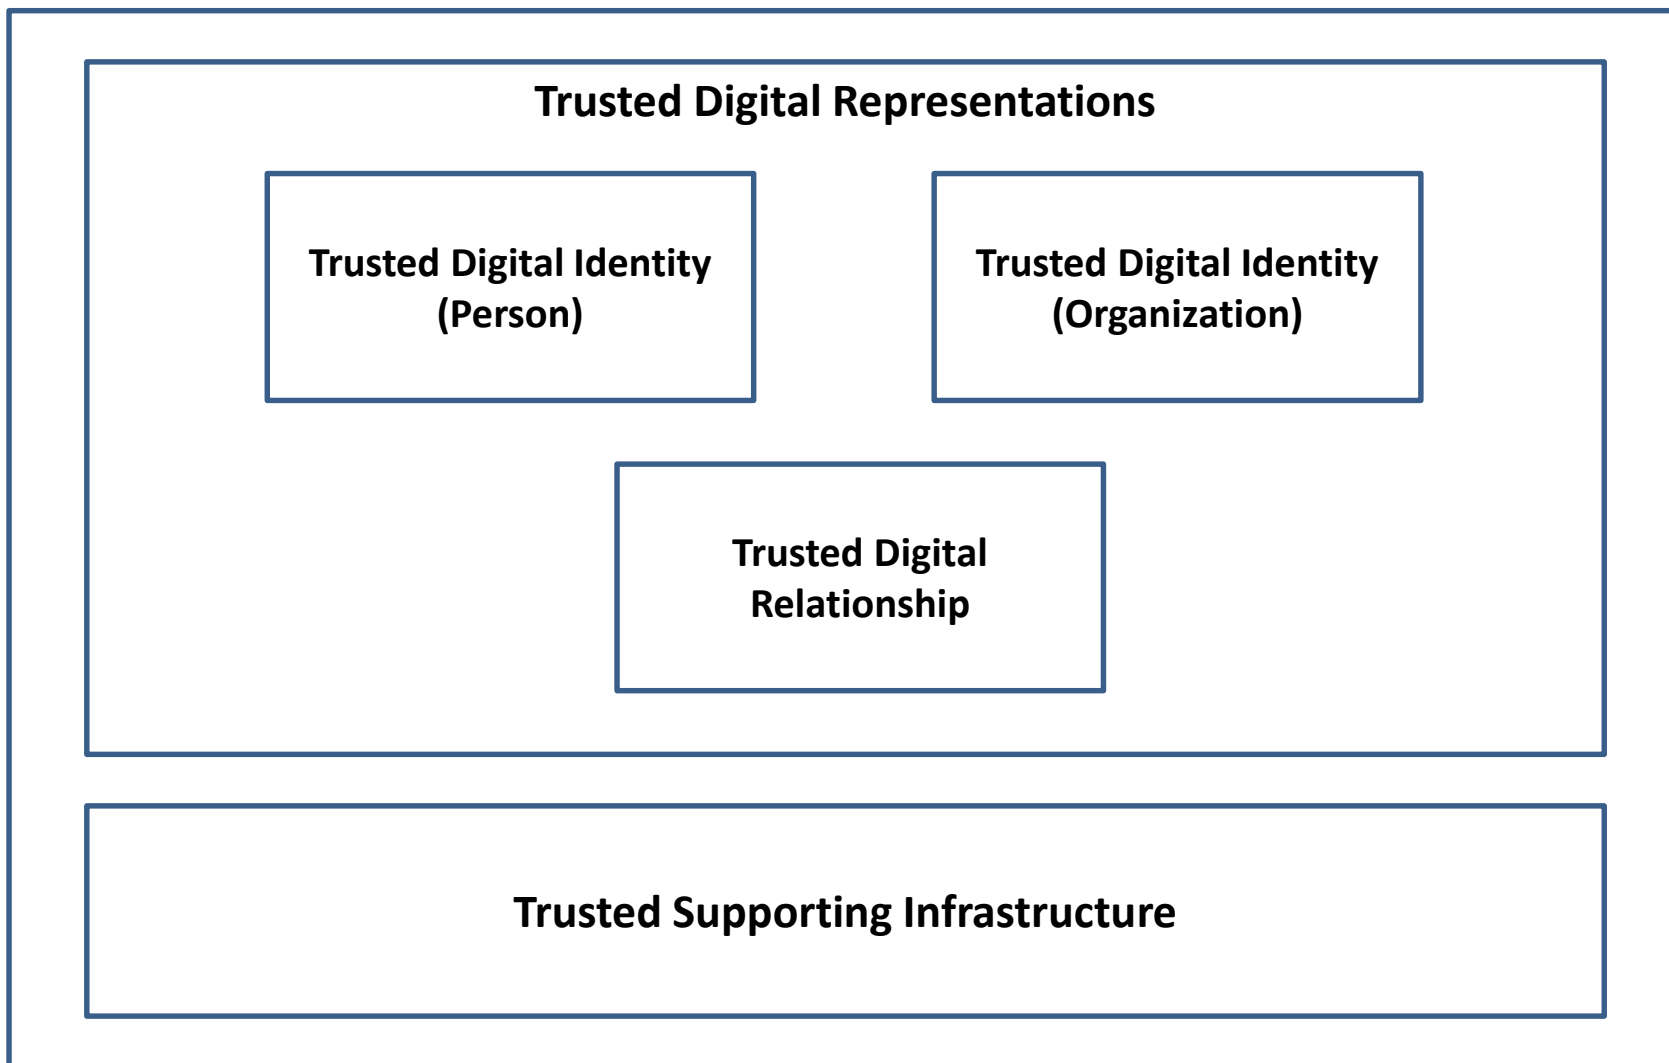 Trusted Digital Representations
Trusted Digital Identity
(Person)
Trusted Digital Identity
(Organization)
Trusted Digital
Relationship
Trusted Supporting Infrastructure